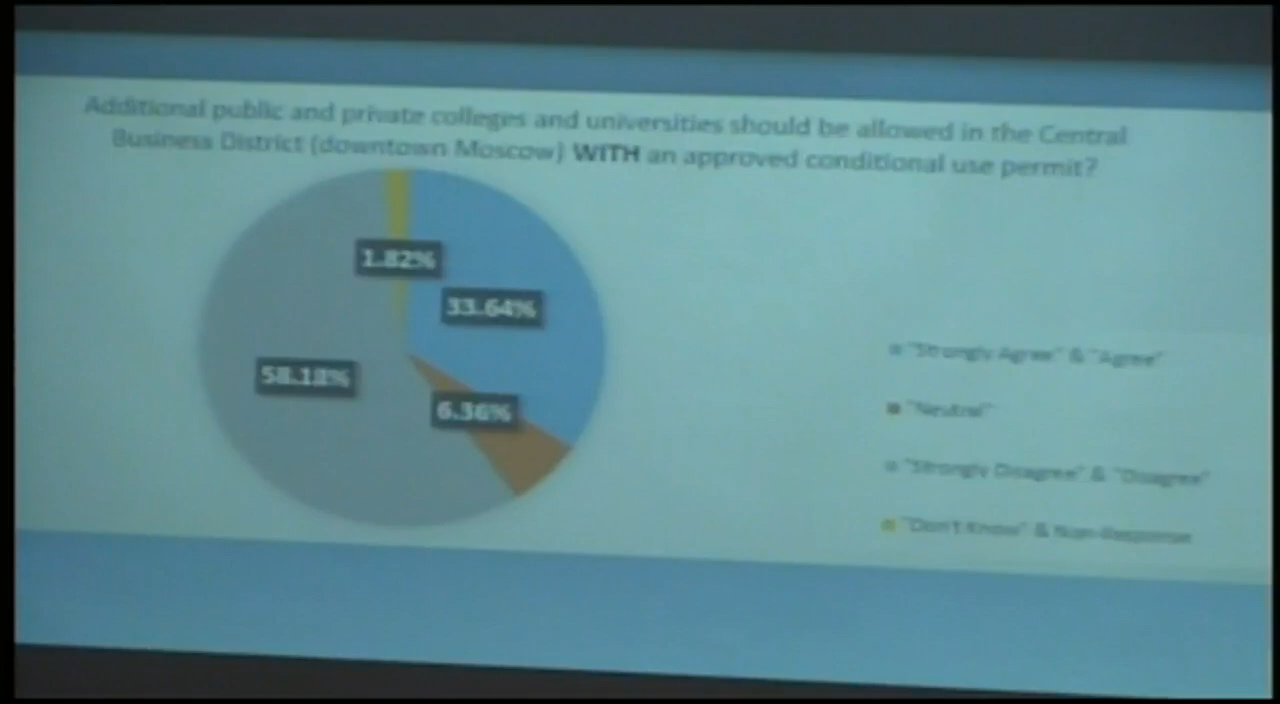 Additional public and private colleges and universities should be allowed in the Central
Business District (downtown Moscow) WITH an approved conditional use permit?
1.82%
33.64%
58.18%
6.36%
"Strongly Agree" & "Agree"
"Neutral"
"Strongly Disagree" & "Disagree"
"Don't Know" & Non-Response